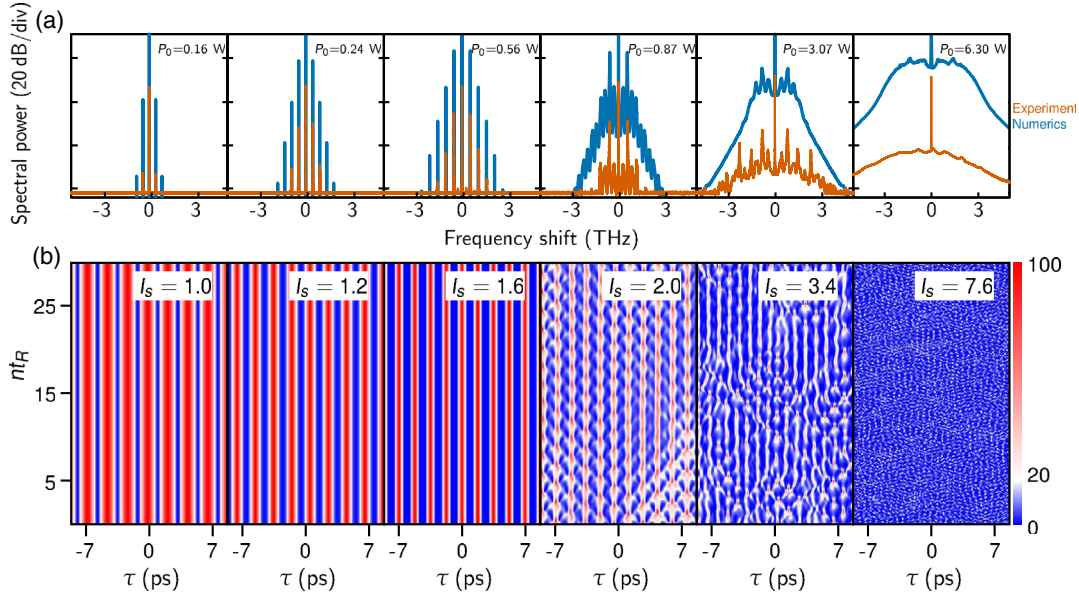 (a)
Spectral power (20 dB/div)
P₀=0.16 W
P₀=0.24 W
P₀=0.56 W
P₀=0.87 W
P₀=3.07 W
P₀=6.30 W
Experiment
Numerics
-3 0 3
-3 0 3
-3 0 3
-3 0 3
-3 0 3
-3 0 3
Frequency shift (THz)
(b)
ntR
25
15
5
Is = 1.0
Is = 1.2
Is = 1.6
Is = 2.0
Is = 3.4
Is = 7.6
100
20
0
-7 0 7
-7 0 7
-7 0 7
-7 0 7
-7 0 7
-7 0 7
τ (ps)
τ (ps)
τ (ps)
τ (ps)
τ (ps)
τ (ps)